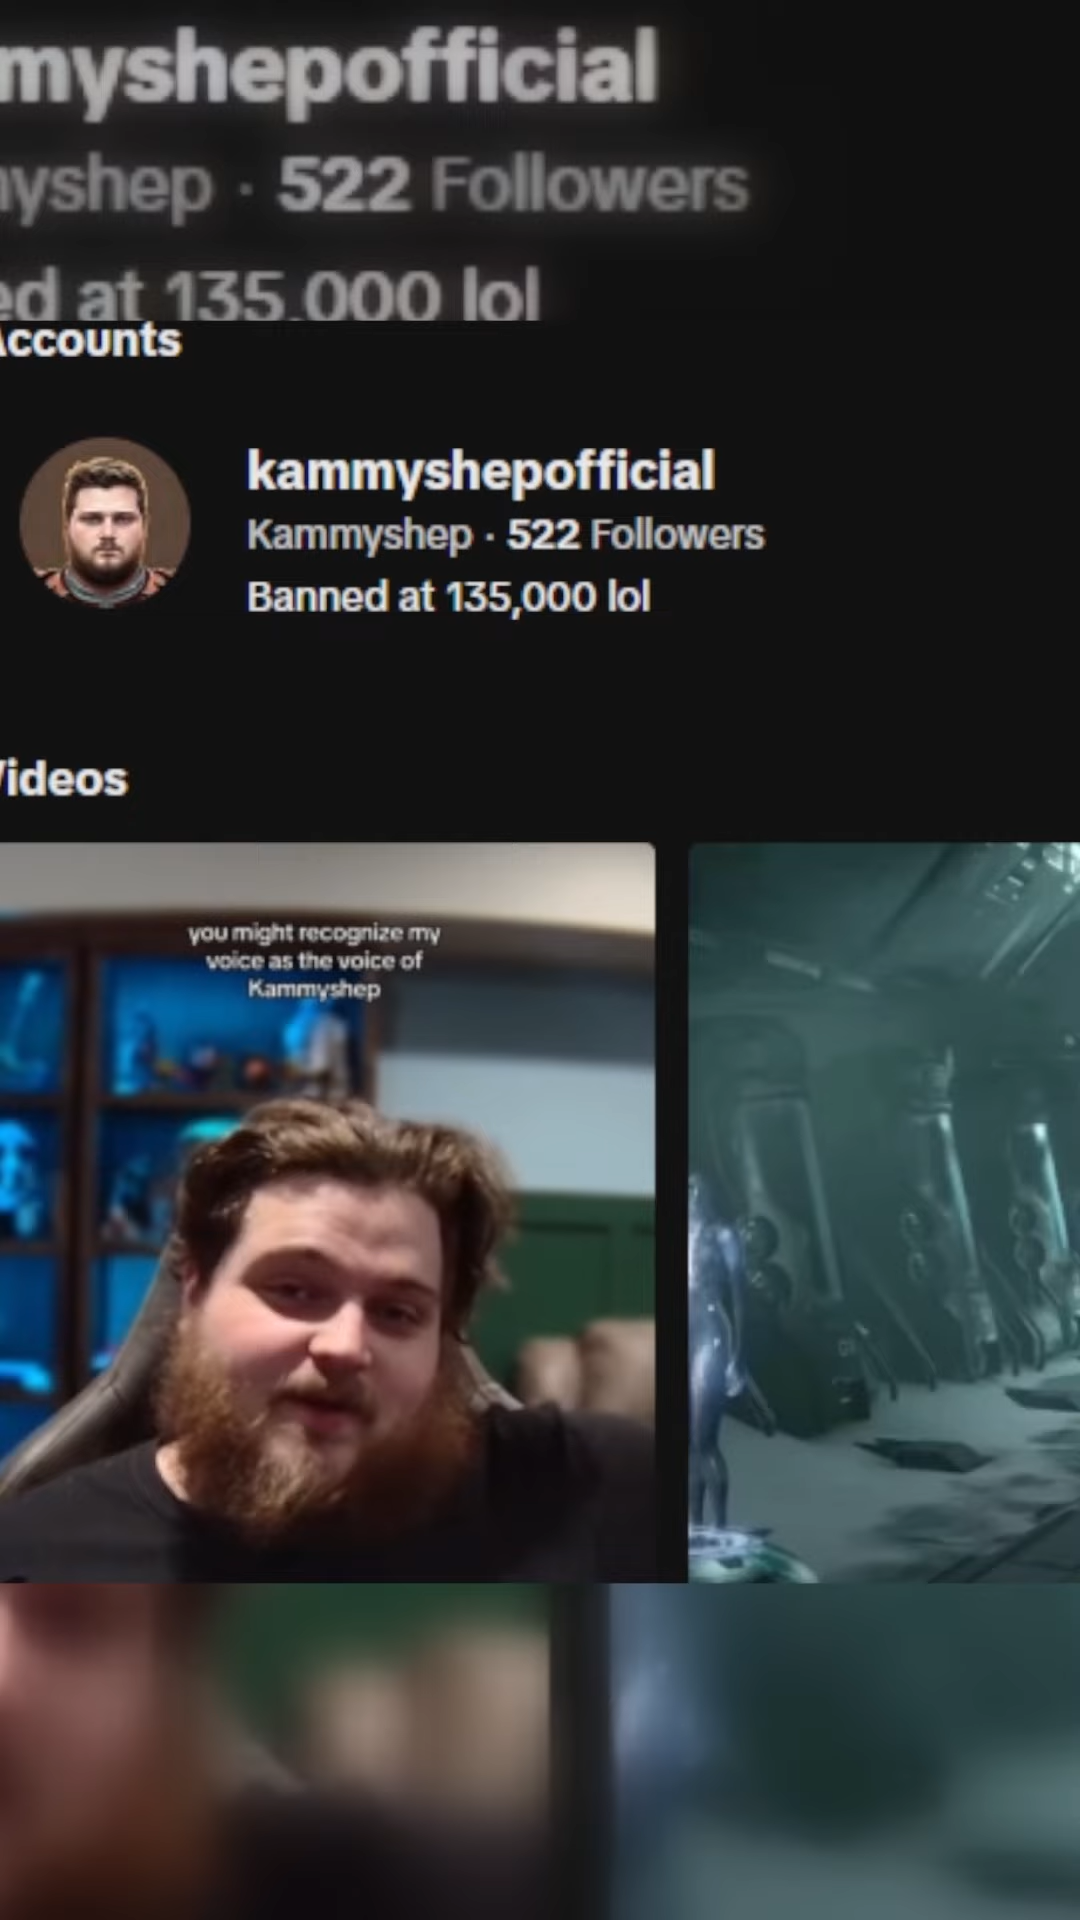 myshepofficial
yshep · 522 Followers
ed at 135,000 lol
Accounts
kammyshepofficial
Kammyshep · 522 Followers
Banned at 135,000 lol
Videos
you might recognize my
voice as the voice of
Kammyshep